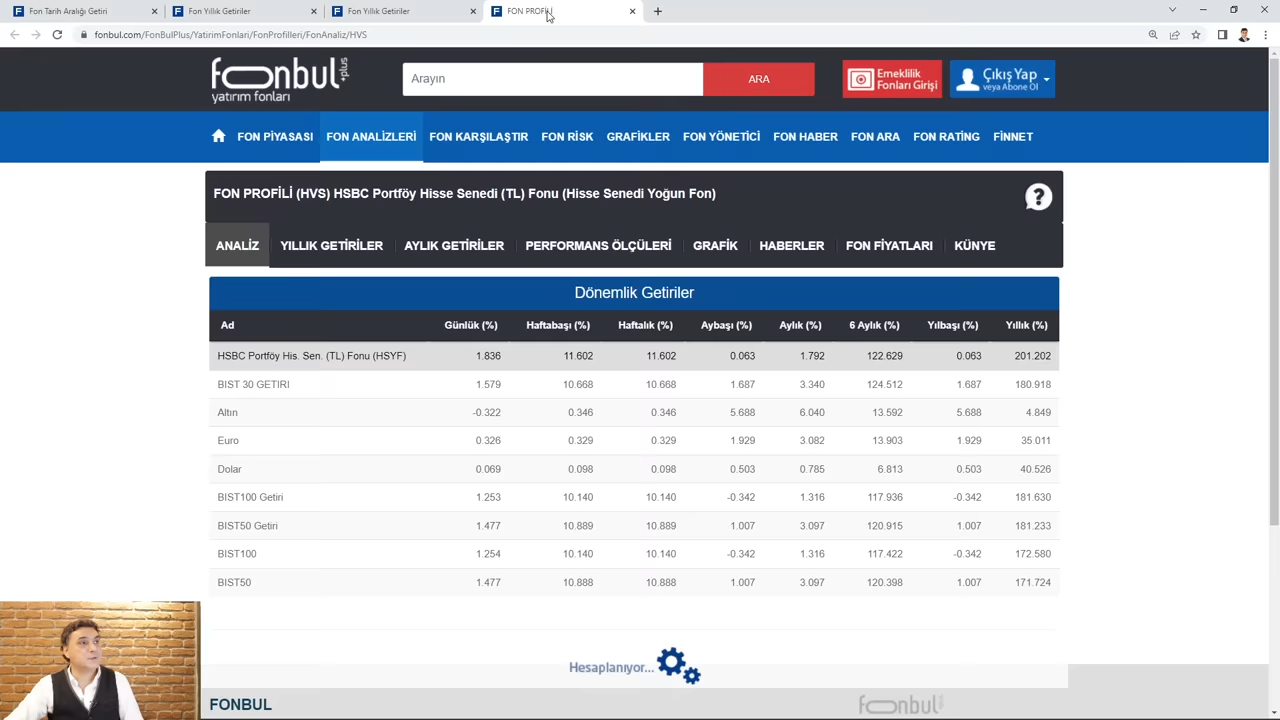 Fon Tarih Aralığı Getiri
Fon Yıllık Getiriler
Fon Yıllık Getiriler
FON PROFİLİ
fonbul.com/FonBulPlus/YatirimFonlari/FonProfilleri/FonAnaliz/HVS
fonbul plus
yatırım fonları
Arayın
ARA
Emeklilik
Fonları Girişi
Çıkış Yap
veya Abone Ol
FON PİYASASI FON ANALİZLERİ FON KARŞILAŞTIR FON RİSK GRAFİKLER FON YÖNETİCİ FON HABER FON ARA FON RATİNG FİNNET
FON PROFİLİ (HVS) HSBC Portföy Hisse Senedi (TL) Fonu (Hisse Senedi Yoğun Fon)
?
ANALİZ YILLIK GETİRİLER AYLIK GETİRİLER PERFORMANS ÖLÇÜLERİ GRAFİK HABERLER FON FİYATLARI KÜNYE
Dönemlik Getiriler
Ad Günlük (%) Haftabaşı (%) Haftalık (%) Aybaşı (%) Aylık (%) 6 Aylık (%) Yılbaşı (%) Yıllık (%)
HSBC Portföy His. Sen. (TL) Fonu (HSYF) 1.836 11.602 11.602 0.063 1.792 122.629 0.063 201.202
BIST 30 GETIRI 1.579 10.668 10.668 1.687 3.340 124.512 1.687 180.918
Altın -0.322 0.346 0.346 5.688 6.040 13.592 5.688 4.849
Euro 0.326 0.329 0.329 1.929 3.082 13.903 1.929 35.011
Dolar 0.069 0.098 0.098 0.503 0.785 6.813 0.503 40.526
BIST100 Getiri 1.253 10.140 10.140 -0.342 1.316 117.936 -0.342 181.630
BIST50 Getiri 1.477 10.889 10.889 1.007 3.097 120.915 1.007 181.233
BIST100 1.254 10.140 10.140 -0.342 1.316 117.422 -0.342 172.580
BIST50 1.477 10.888 10.888 1.007 3.097 120.398 1.007 171.724
Hesaplanıyor...
FONBUL
fonbul